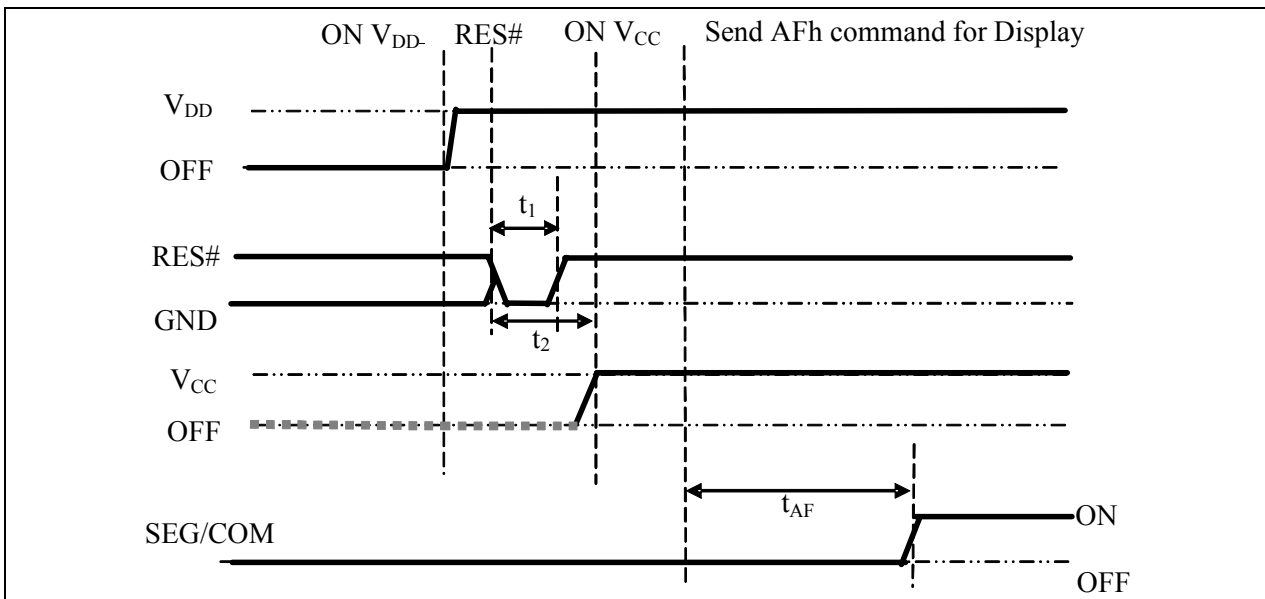 ON VDD- RES# ON VCC Send AFh command for Display
VDD
OFF
t1
RES#
GND
t2
VCC
OFF
tAF
SEG/COM
ON
OFF